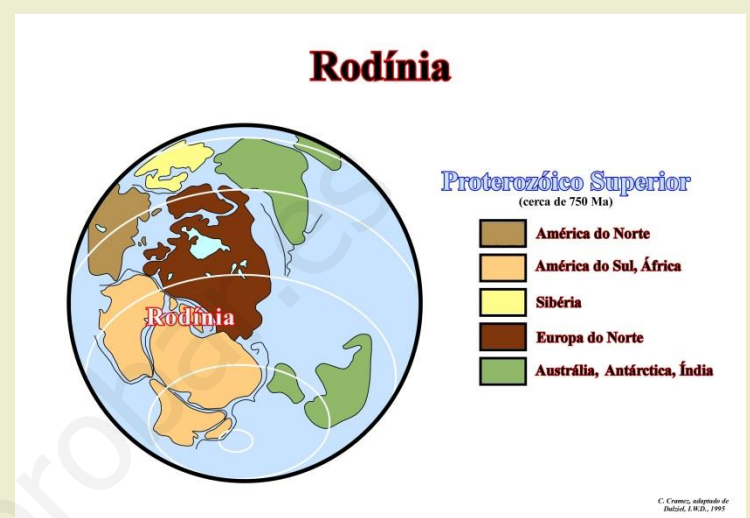 Rodínia
Proterozóico Superior
(cerca de 750 Ma)
América do Norte
América do Sul, África
Sibéria
Europa do Norte
Austrália, Antárctica, Índia
Rodínia
C. Cramez, adaptado de
Dalziel, I.W.D., 1995